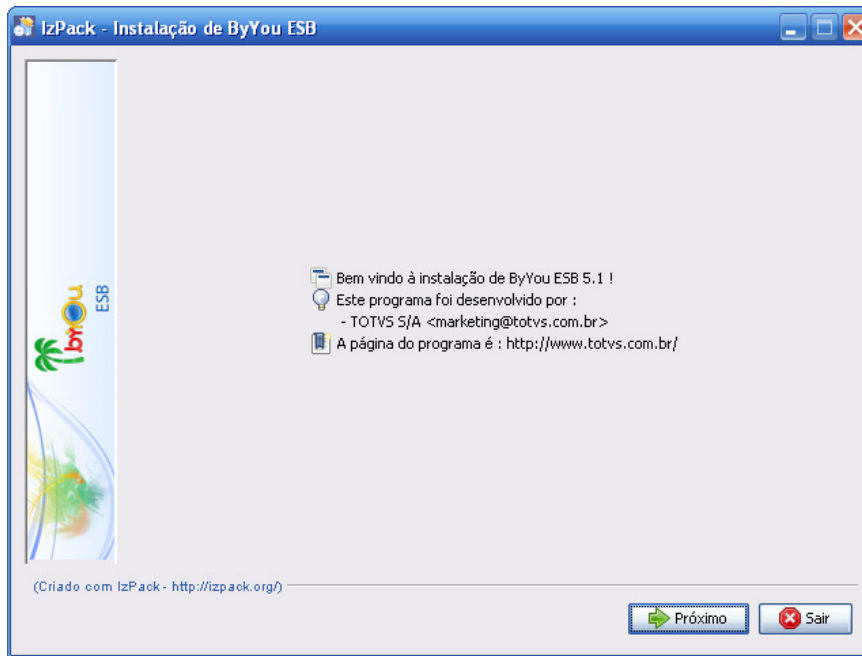 IzPack - Instalação de ByYou ESB
byYou
ESB
Bem vindo à instalação de ByYou ESB 5.1 !
Este programa foi desenvolvido por :
- TOTVS S/A <marketing@totvs.com.br>
A página do programa é : http://www.totvs.com.br/
(Criado com IzPack - http://izpack.org/)
Próximo
Sair